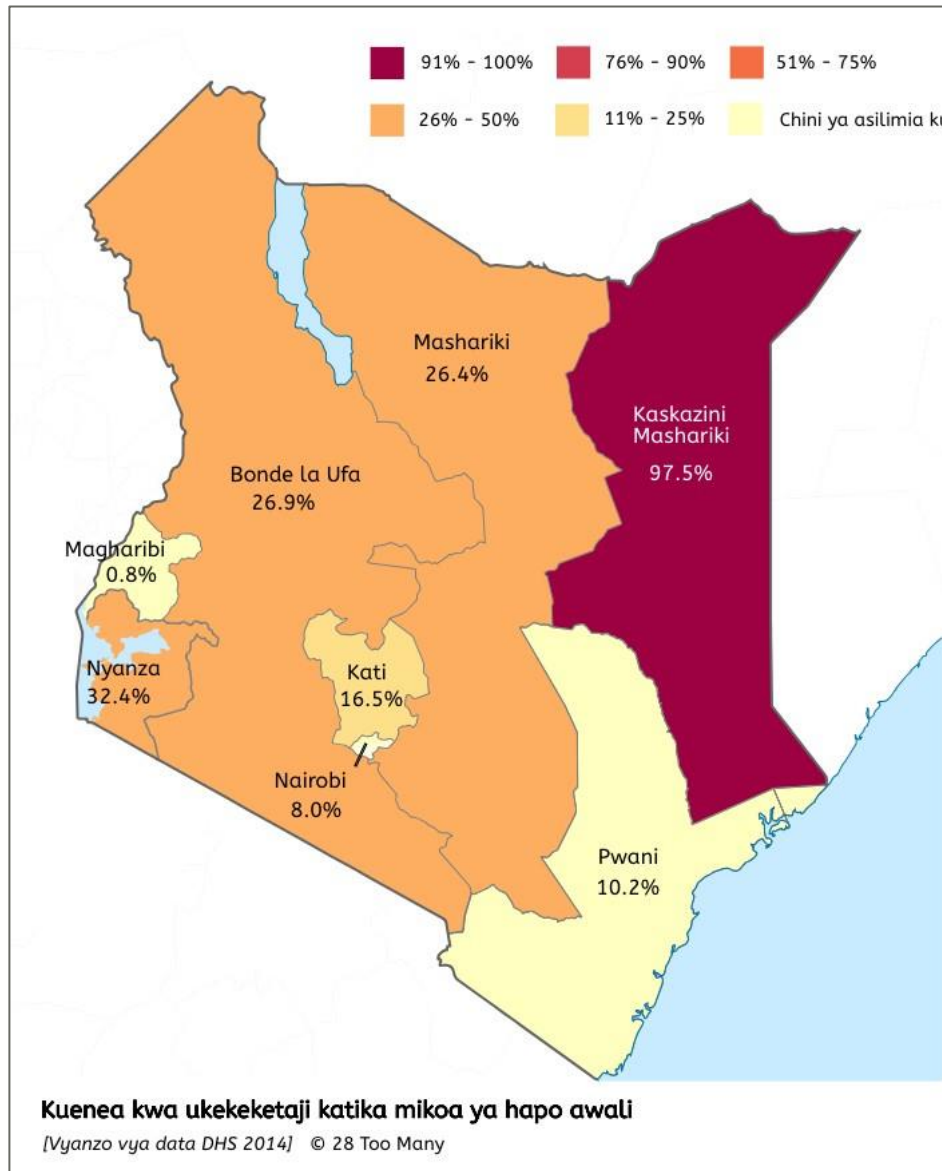 91% - 100%
76% - 90%
51% - 75%
26% - 50%
11% - 25%
Chini ya asilimia
Mashariki
26.4%
Kaskazini
Mashariki
97.5%
Bonde la Ufa
26.9%
Magharibi
0.8%
Nyanza
32.4%
Kati
16.5%
Nairobi
8.0%
Pwani
10.2%
Kuenea kwa ukekeketaji katika mikoa ya hapo awali
[Vyanzo vya data DHS 2014] © 28 Too Many